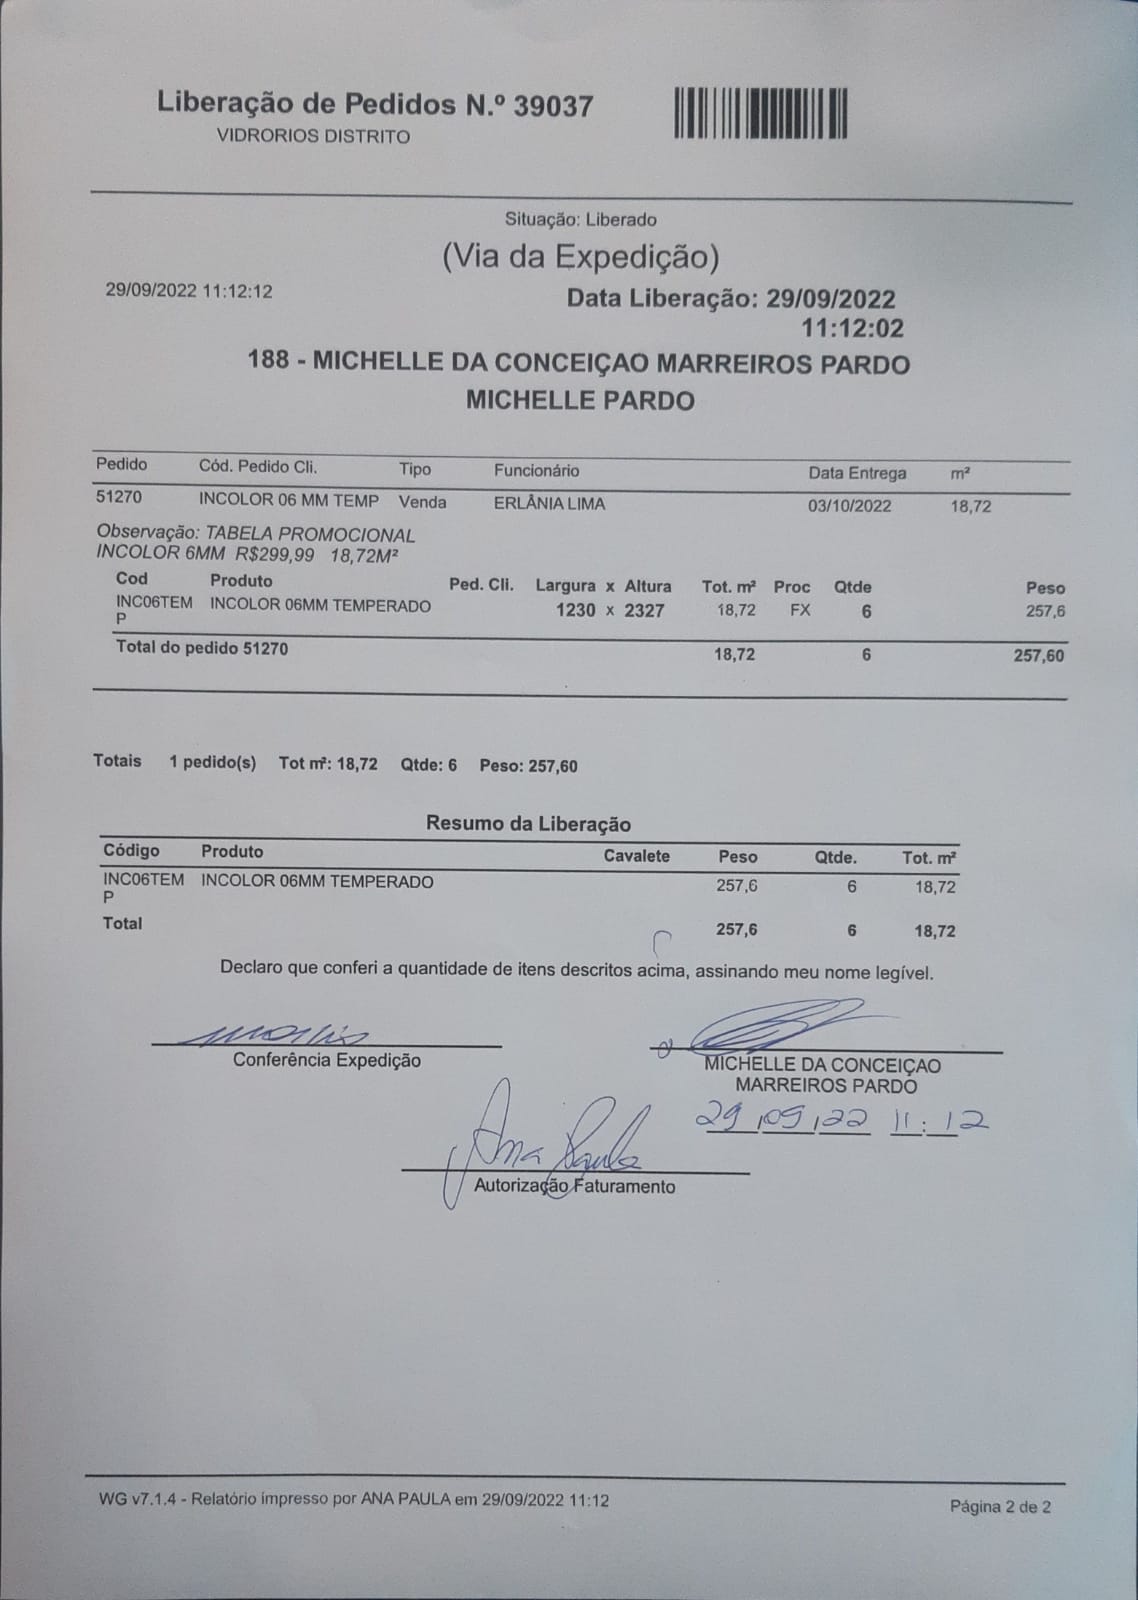 Liberação de Pedidos N.º 39037
VIDRORIOS DISTRITO
Situação: Liberado
(Via da Expedição)
29/09/2022 11:12:12
Data Liberação: 29/09/2022
11:12:02
188 - MICHELLE DA CONCEIÇAO MARREIROS PARDO
MICHELLE PARDO
Pedido Cód. Pedido Cli. Tipo Funcionário Data Entrega m²
51270 INCOLOR 06 MM TEMP Venda ERLÂNIA LIMA 03/10/2022 18,72
Observação: TABELA PROMOCIONAL
INCOLOR 6MM R$299,99 18,72M²
Cod Produto Ped. Cli. Largura x Altura Tot. m² Proc Qtde Peso
INC06TEM INCOLOR 06MM TEMPERADO 1230 x 2327 18,72 FX 6 257,6
P
Total do pedido 51270 18,72 6 257,60
Totais 1 pedido(s) Tot m²: 18,72 Qtde: 6 Peso: 257,60
Resumo da Liberação
Código Produto Cavalete Peso Qtde. Tot. m²
INC06TEM INCOLOR 06MM TEMPERADO 257,6 6 18,72
P
Total 257,6 6 18,72
Declaro que conferi a quantidade de itens descritos acima, assinando meu nome legível.
Conferência Expedição
MICHELLE DA CONCEIÇAO
MARREIROS PARDO
29/09/22 11:12
Ana Paula
Autorização Faturamento
WG v7.1.4 - Relatório impresso por ANA PAULA em 29/09/2022 11:12
Página 2 de 2